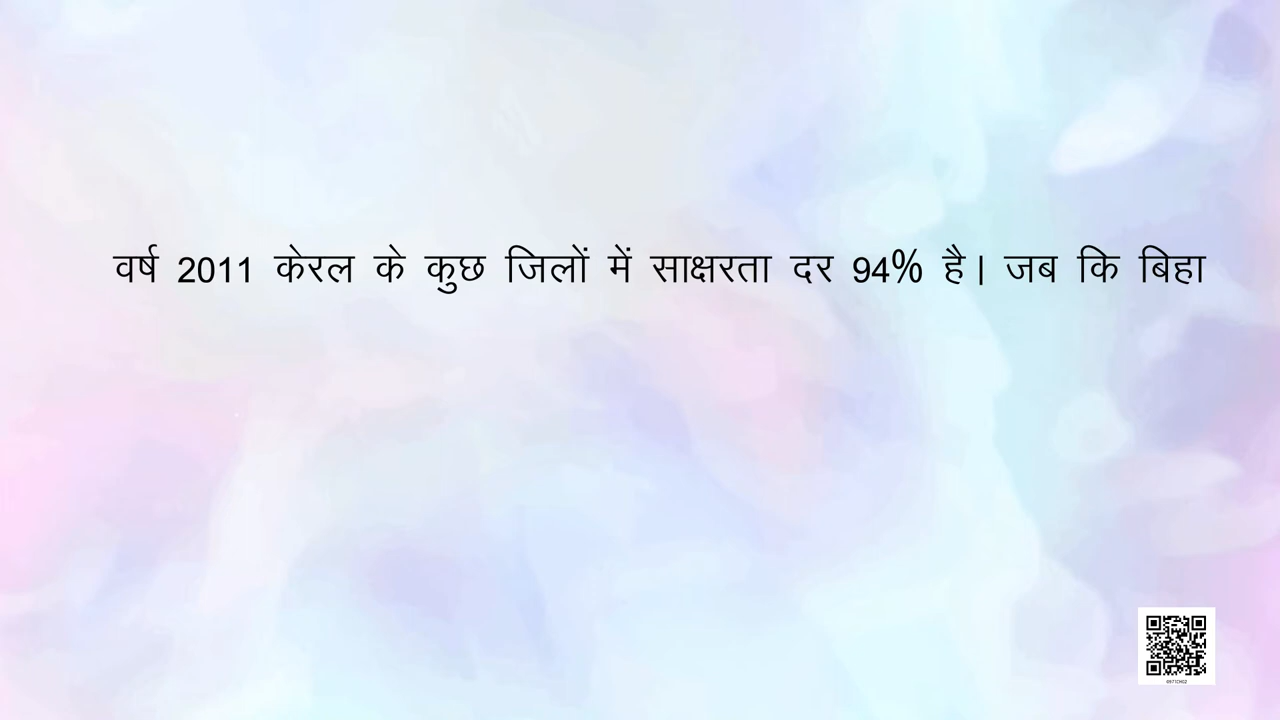 वर्ष 2011 केरल के कुछ जिलों में साक्षरता दर 94% है। जब कि बिहा